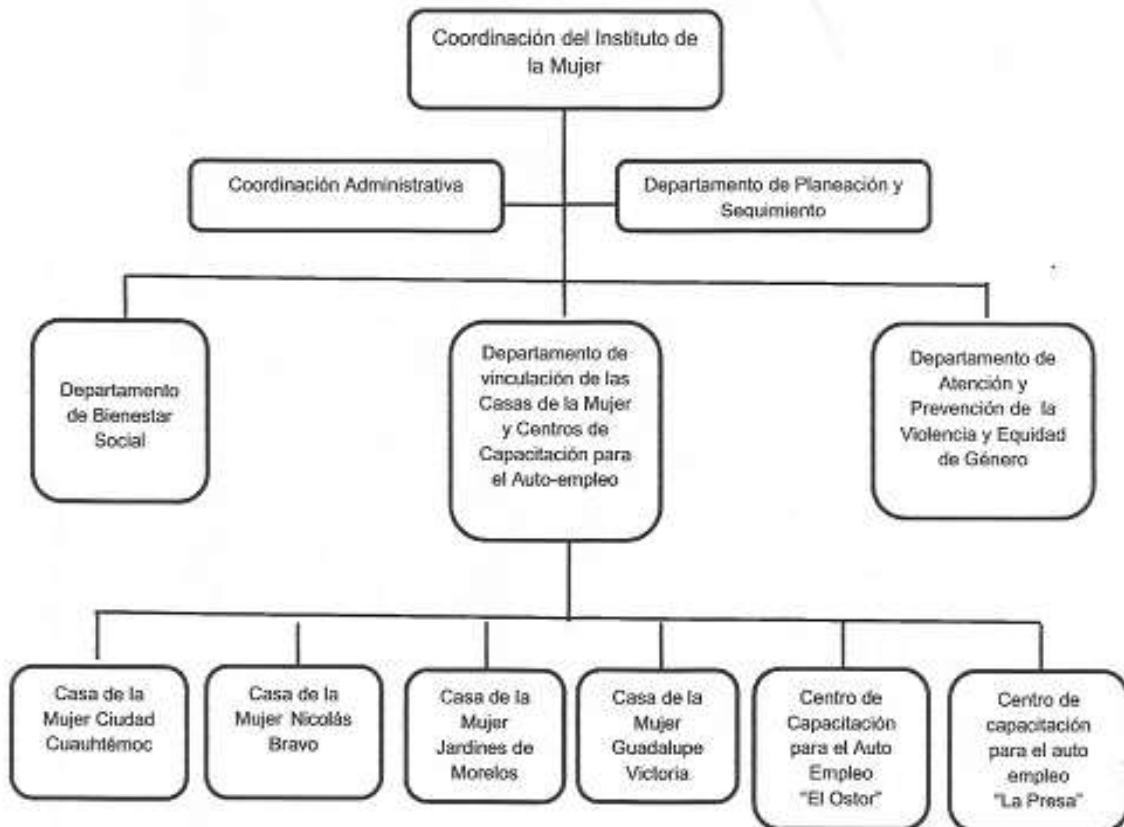 Coordinación del Instituto de
la Mujer
Coordinación Administrativa
Departamento de Planeación y
Sequimiento
Departamento
de Bienestar
Social
Departamento de
vinculación de las
Casas de la Mujer
y Centros de
Capacitación para
el Auto-empleo
Departamento de
Atención y
Prevención de la
Violencia y Equidad
de Género
Casa de la
Mujer Ciudad
Cuauhtémoc
Casa de la
Mujer Nicolás
Bravo
Casa de la
Mujer
Jardines de
Morelos
Casa de la
Mujer
Guadalupe
Victoria
Centro de
Capacitación
para el Auto
Empleo
"El Ostor"
Centro de
capacitación
para el auto
empleo
"La Presa"